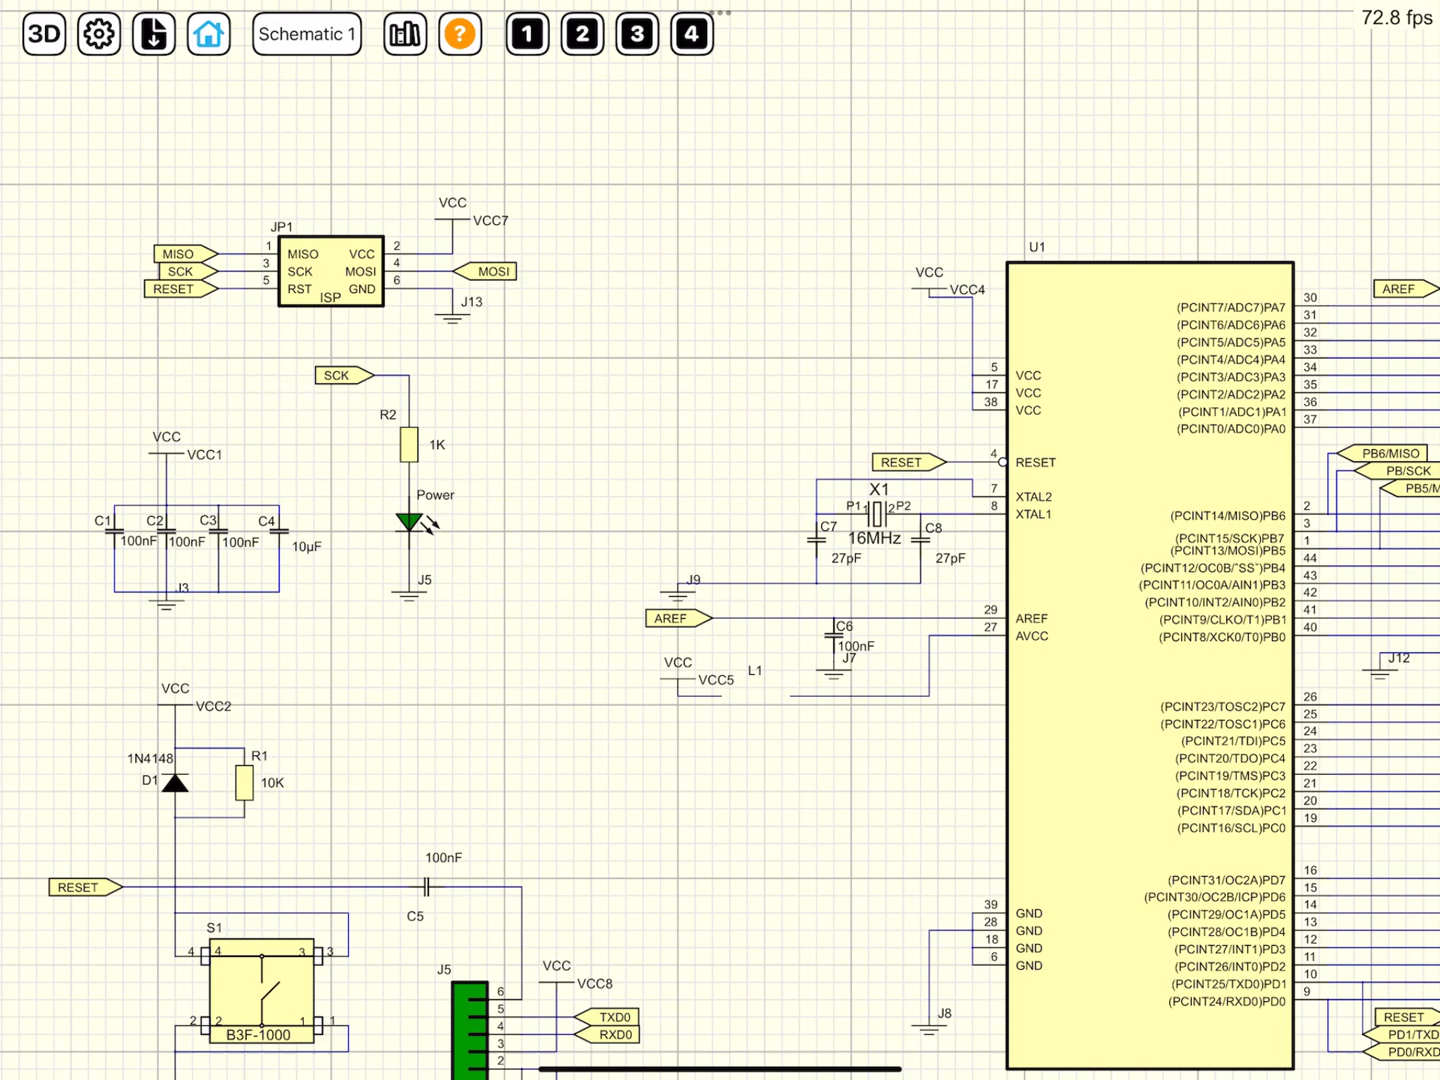 3D
Schematic 1
?
1
2
3
4
72.8 fps
VCC
VCC7
JP1
MISO 1 MISO VCC 2
SCK 3 SCK MOSI 4 MOSI
RESET 5 RST GND 6
ISP
J13
U1
VCC
VCC4
AREF
(PCINT7/ADC7)PA7 30
(PCINT6/ADC6)PA6 31
(PCINT5/ADC5)PA5 32
(PCINT4/ADC4)PA4 33
(PCINT3/ADC3)PA3 34
(PCINT2/ADC2)PA2 35
(PCINT1/ADC1)PA1 36
(PCINT0/ADC0)PA0 37
5 VCC
17 VCC
38 VCC
SCK
R2
1K
Power
J5
VCC
VCC1
C1 C2 C3 C4
100nF 100nF 100nF 10µF
J3
RESET 4 RESET
7 XTAL2
8 XTAL1
X1
P1 1 2 P2
C7 C8
16MHz
27pF 27pF
J9
PB6/MISO
PB/SCK
PB5/M
(PCINT14/MISO)PB6 2
(PCINT15/SCK)PB7 3
(PCINT13/MOSI)PB5 1
(PCINT12/OC0B/˜SS˜)PB4 44
(PCINT11/OC0A/AIN1)PB3 43
(PCINT10/INT2/AIN0)PB2 42
(PCINT9/CLKO/T1)PB1 41
(PCINT8/XCK0/T0)PB0 40
J12
AREF 29 AREF
27 AVCC
C6
100nF
J7
VCC
VCC5
L1
VCC
VCC2
1N4148
D1
R1
10K
(PCINT23/TOSC2)PC7 26
(PCINT22/TOSC1)PC6 25
(PCINT21/TDI)PC5 24
(PCINT20/TDO)PC4 23
(PCINT19/TMS)PC3 22
(PCINT18/TCK)PC2 21
(PCINT17/SDA)PC1 20
(PCINT16/SCL)PC0 19
100nF
RESET
C5
(PCINT31/OC2A)PD7 16
(PCINT30/OC2B/ICP)PD6 15
(PCINT29/OC1A)PD5 14
(PCINT28/OC1B)PD4 13
(PCINT27/INT1)PD3 12
(PCINT26/INT0)PD2 11
(PCINT25/TXD0)PD1 10
(PCINT24/RXD0)PD0 9
39 GND
28 GND
18 GND
6 GND
J8
S1
4 4 3 3
2 2 1 1
B3F-1000
J5
VCC
VCC8
6
5 TXD0
4 RXD0
3
2
RESET
PD1/TXD
PD0/RXD